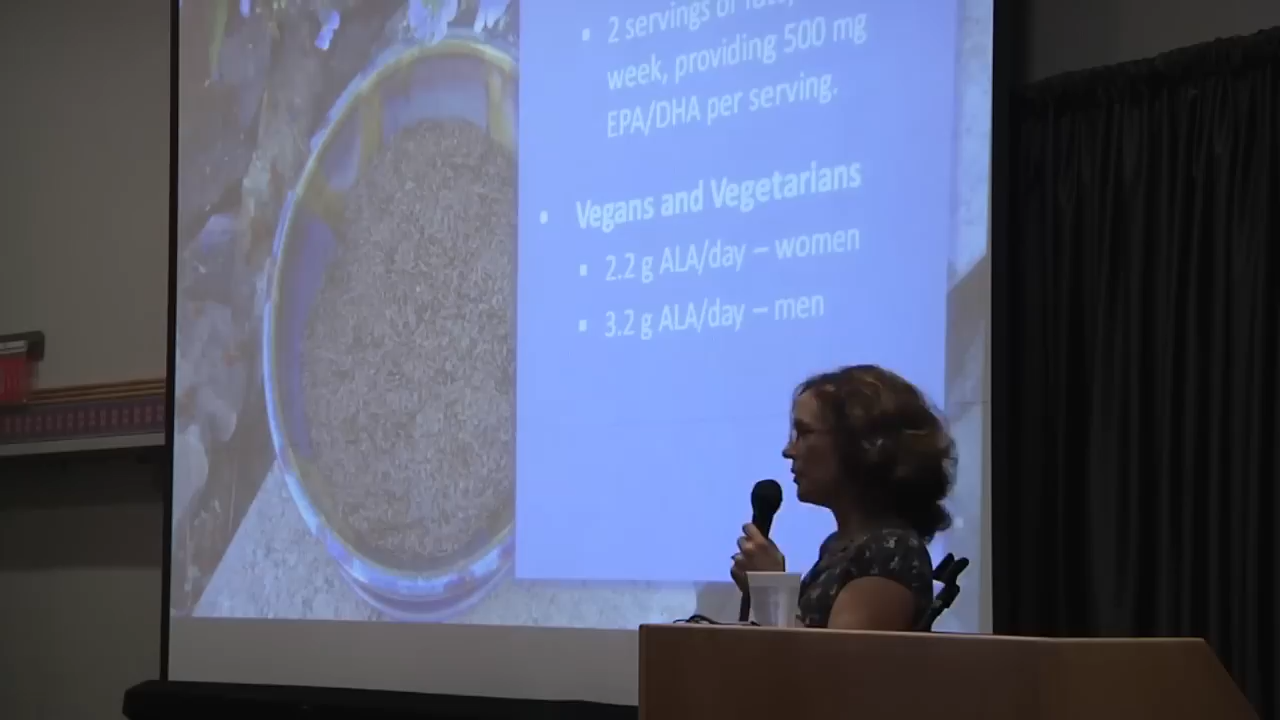 ▪ 2 servings of
week, providing 500 mg
EPA/DHA per serving.
• Vegans and Vegetarians
▪ 2.2 g ALA/day – women
▪ 3.2 g ALA/day – men